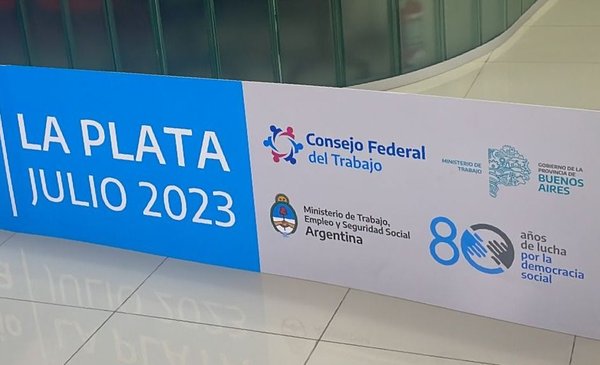 LA PLATA
JULIO 2023
Consejo Federal
del Trabajo
MINISTERIO DE
TRABAJO
GOBIERNO DE LA
PROVINCIA DE
BUENOS
AIRES
Ministerio de Trabajo,
Empleo y Seguridad Social
Argentina
80
años
de lucha
por la
democracia
social